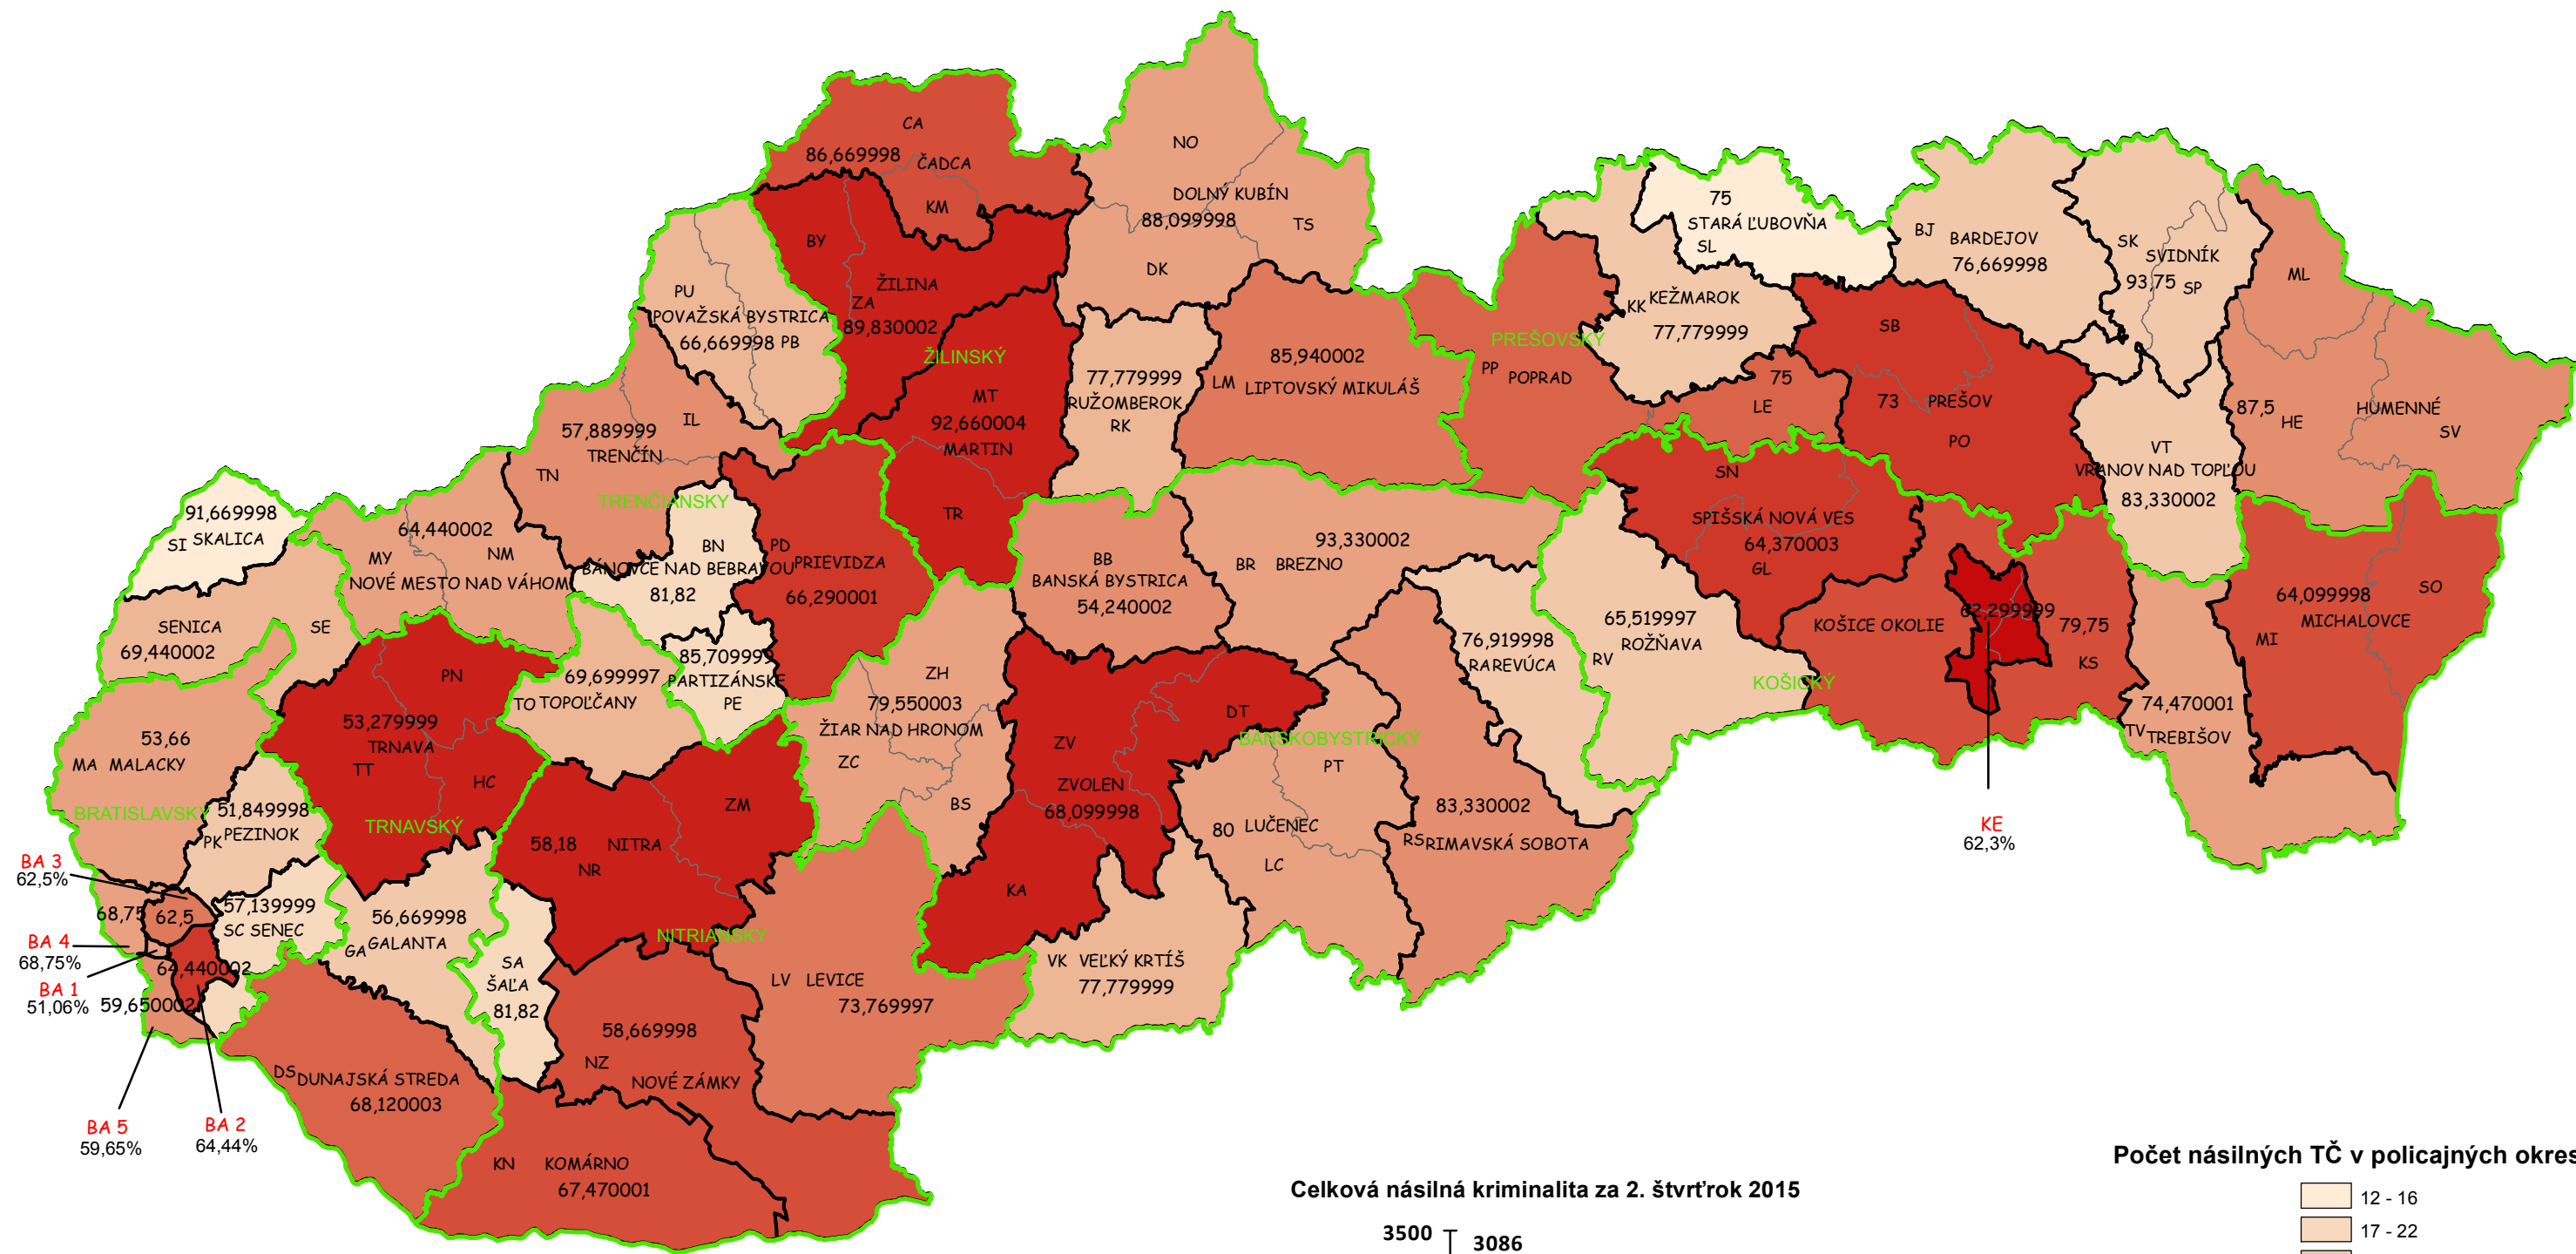 CA
86,669998
ČADCA
KM
NO
DOLNÝ KUBÍN
88,099998
TS
DK
BY
ŽILINA
ZA
89,830002
ŽILINSKÝ
PU
POVAŽSKÁ BYSTRICA
66,669998 PB
MT
92,660004
MARTIN
TR
77,779999
RUŽOMBEROK
RK
85,940002
LM LIPTOVSKÝ MIKULÁŠ
PREŠOVSKÝ
PP POPRAD
75
STARÁ ĽUBOVŇA
SL
KK KEŽMAROK
77,779999
75
LE
BJ BARDEJOV
76,669998
SK
SVIDNÍK
93,75 SP
ML
SB
73 PREŠOV
PO
VT
VRANOV NAD TOPĽOU
83,330002
87,5
HE
HUMENNÉ
SV
IL
57,889999
TRENČÍN
TN
TRENČIANSKY
91,669998
SI SKALICA
64,440002
MY
NM
NOVÉ MESTO NAD VÁHOM
BN
BÁNOVCE NAD BEBRAVOU
81,82
PD PRIEVIDZA
66,290001
BB
BANSKÁ BYSTRICA
54,240002
93,330002
BR BREZNO
SN
SPIŠSKÁ NOVÁ VES
64,370003
GL
65,519997
ROŽŇAVA
RV
KOŠICKÝ
KOŠICE OKOLIE
62,299999
79,75
KS
64,099998
SO
MICHALOVCE
MI
SENICA
SE
69,440002
76,919998
RA REVÚCA
85,709999
PARTIZÁNSKE
PE
69,699997
TO TOPOĽČANY
ZH
79,550003
ŽIAR NAD HRONOM
ZC
BS
PN
53,279999
TRNAVA
TT
HC
TRNAVSKÝ
53,66
MA MALACKY
BRATISLAVSKÝ
51,849998
PEZINOK
PK
DT
ZV
BANSKOBYSTRICKÝ
PT
ZVOLEN
68,099998
KA
80 LUČENEC
LC
83,330002
RS RIMAVSKÁ SOBOTA
74,470001
TV TREBIŠOV
KE
62,3%
ZM
58,18 NITRA
NR
NITRIANSKY
BA 3
62,5%
68,75
62,5
57,139999
SC SENEC
56,669998
GA GALANTA
BA 4
68,75%
BA 1
51,06%
64,440002
59,650002
SA
ŠAĽA
81,82
LV LEVICE
73,769997
VK VEĽKÝ KRTÍŠ
77,779999
58,669998
NZ
NOVÉ ZÁMKY
DS DUNAJSKÁ STREDA
68,120003
BA 5
59,65%
BA 2
64,44%
KN KOMÁRNO
67,470001
Celková násilná kriminalita za 2. štvrťrok 2015
3500
3086
Počet násilných TČ v policajných okres
12 - 16
17 - 22